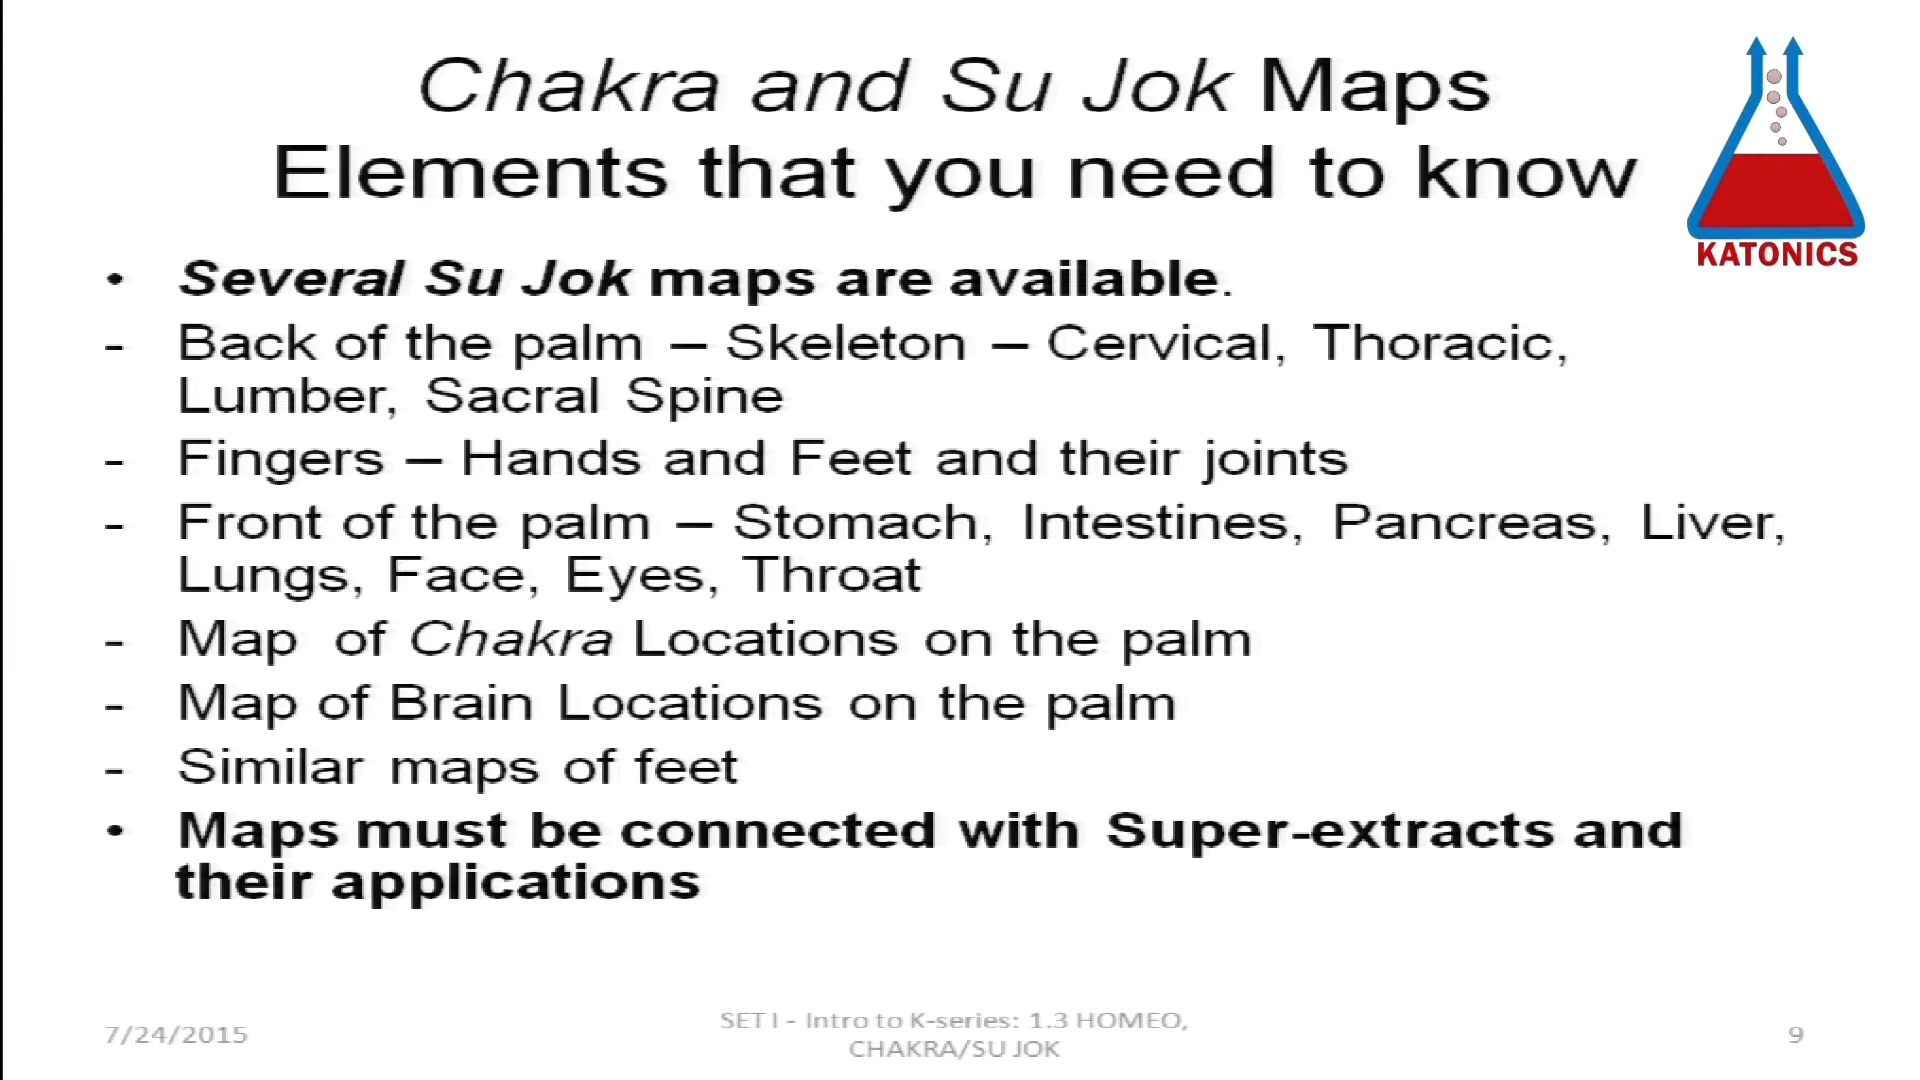 Chakra and Su Jok Maps
Elements that you need to know
KATONICS
• Several Su Jok maps are available.
- Back of the palm – Skeleton – Cervical, Thoracic,
Lumber, Sacral Spine
- Fingers – Hands and Feet and their joints
- Front of the palm – Stomach, Intestines, Pancreas, Liver,
Lungs, Face, Eyes, Throat
- Map of Chakra Locations on the palm
- Map of Brain Locations on the palm
- Similar maps of feet
• Maps must be connected with Super-extracts and
their applications
7/24/2015
SET I - Intro to K-series: 1.3 HOMEO,
CHAKRA/SU JOK
9